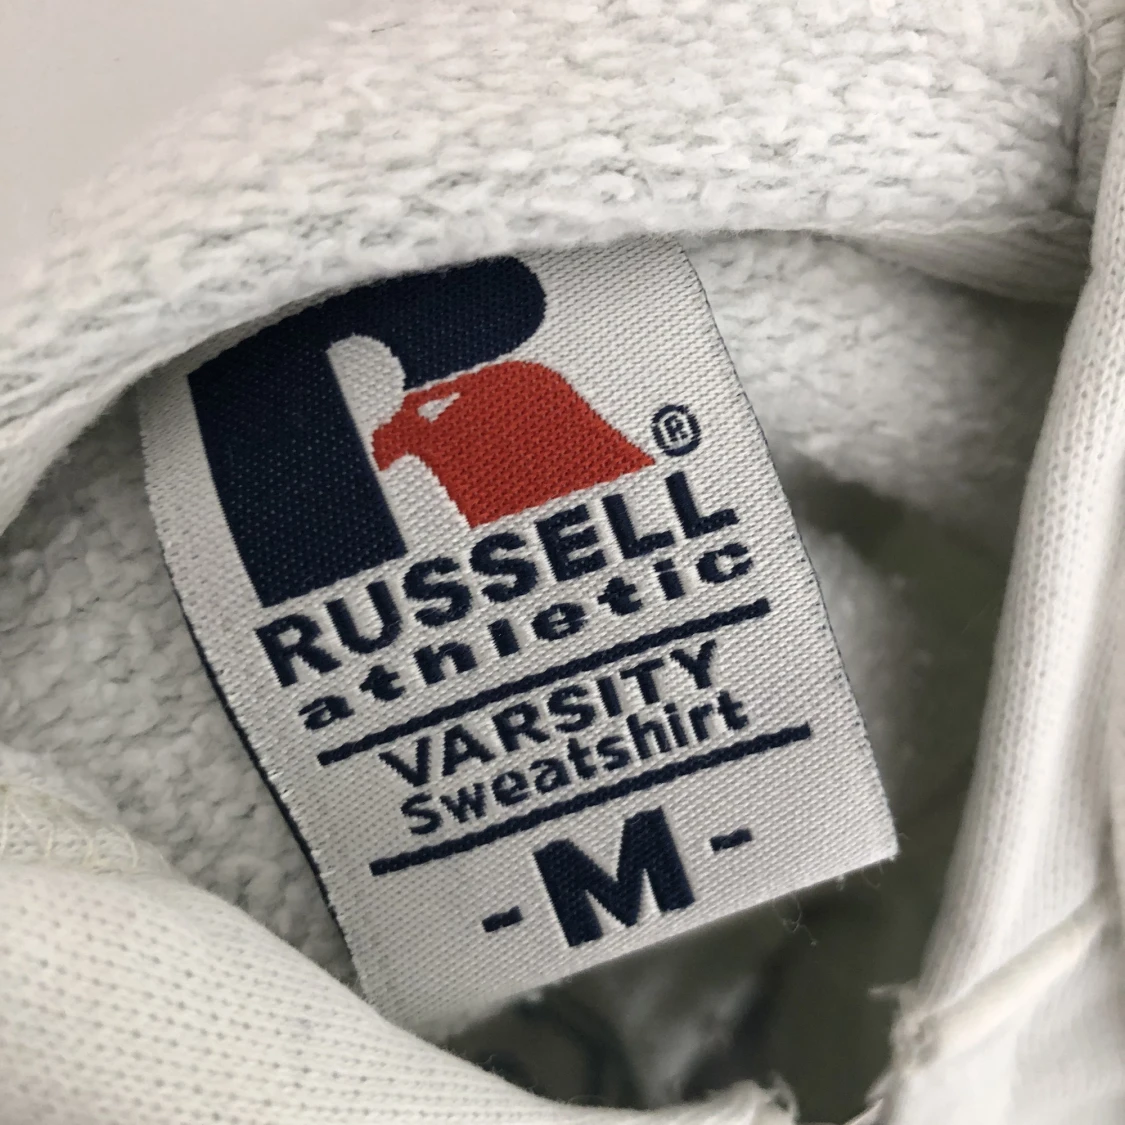 R
®
RUSSELL
athletic
VARSITY
Sweatshirt
- M -